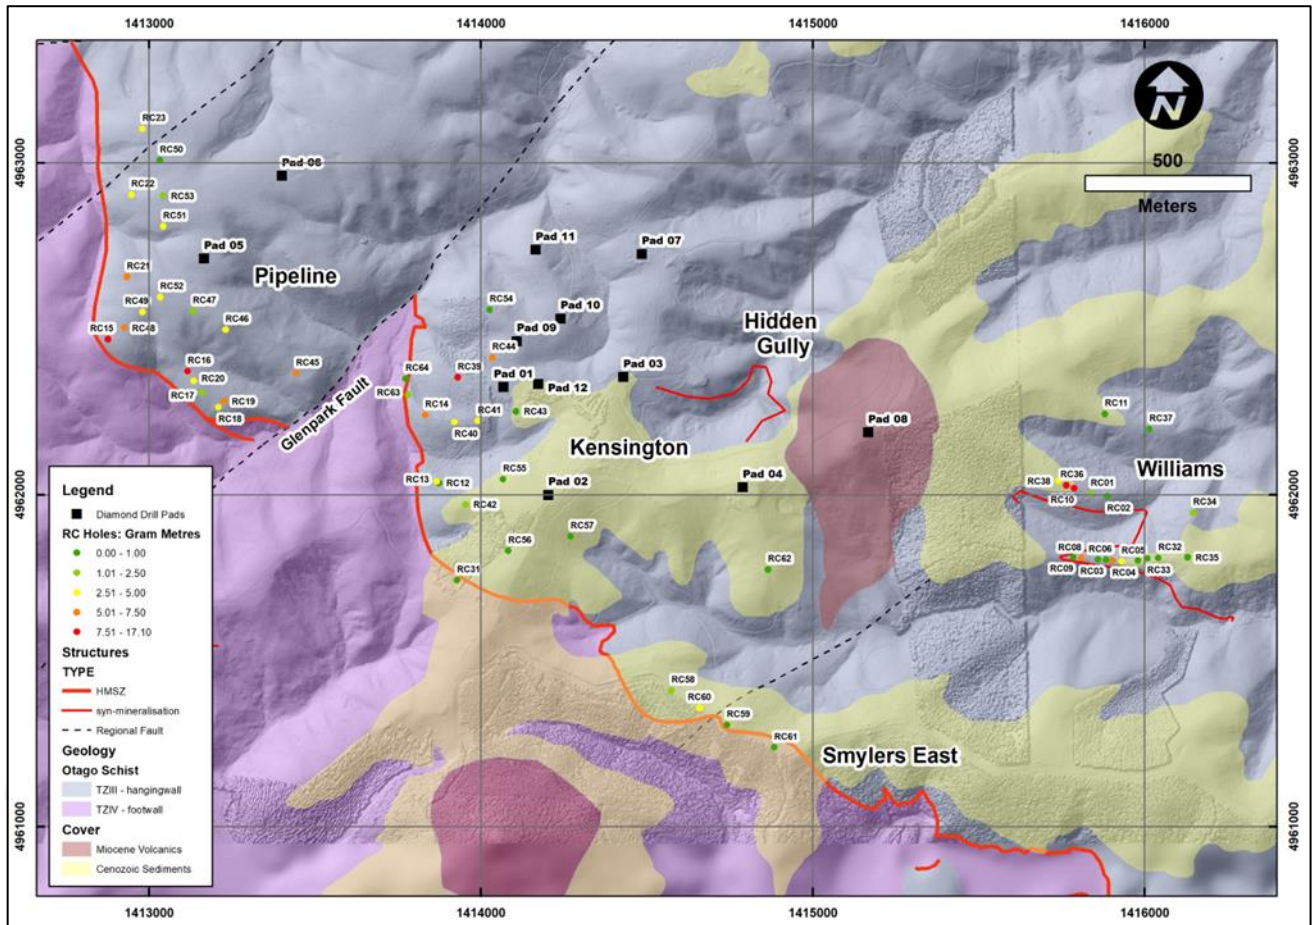 1413000
1414000
1415000
1416000
4963000
4963000
N
500
Meters
RC23
RC50
Pad 06
RC22
RC53
RC51
Pad 05
Pad 11
Pad 07
Pipeline
RC21
RC52
RC49
RC47
RC54
Pad 10
Hidden
Gully
RC15
RC48
RC46
Pad 09
RC44
RC16
RC45
RC64
RC39
Pad 03
RC20
Pad 01
Pad 12
RC17
RC19
RC63
RC18
Glenpark Fault
RC14
RC41
RC43
RC40
RC11
RC37
Pad 08
Kensington
Williams
RC55
Pad 04
RC38
RC36
RC01
RC13
RC12
Pad 02
RC10
RC02
RC34
4962000
4962000
RC42
RC57
RC56
RC62
RC08
RC06
RC05
RC32
RC35
RC09
RC03
RC04
RC33
RC31
RC58
RC60
RC59
RC61
Smylers East
4961000
4961000
Legend
Diamond Drill Pads
RC Holes: Gram Metres
0.00 - 1.00
1.01 - 2.50
2.51 - 5.00
5.01 - 7.50
7.51 - 17.10
Structures
TYPE
HMSZ
syn-mineralisation
Regional Fault
Geology
Otago Schist
TZIII - hangingwall
TZIV - footwall
Cover
Miocene Volcanics
Cenozoic Sediments
1413000
1414000
1415000
1416000